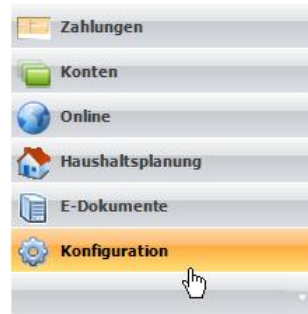 Zahlungen
Konten
Online
Haushaltsplanung
E-Dokumente
Konfiguration